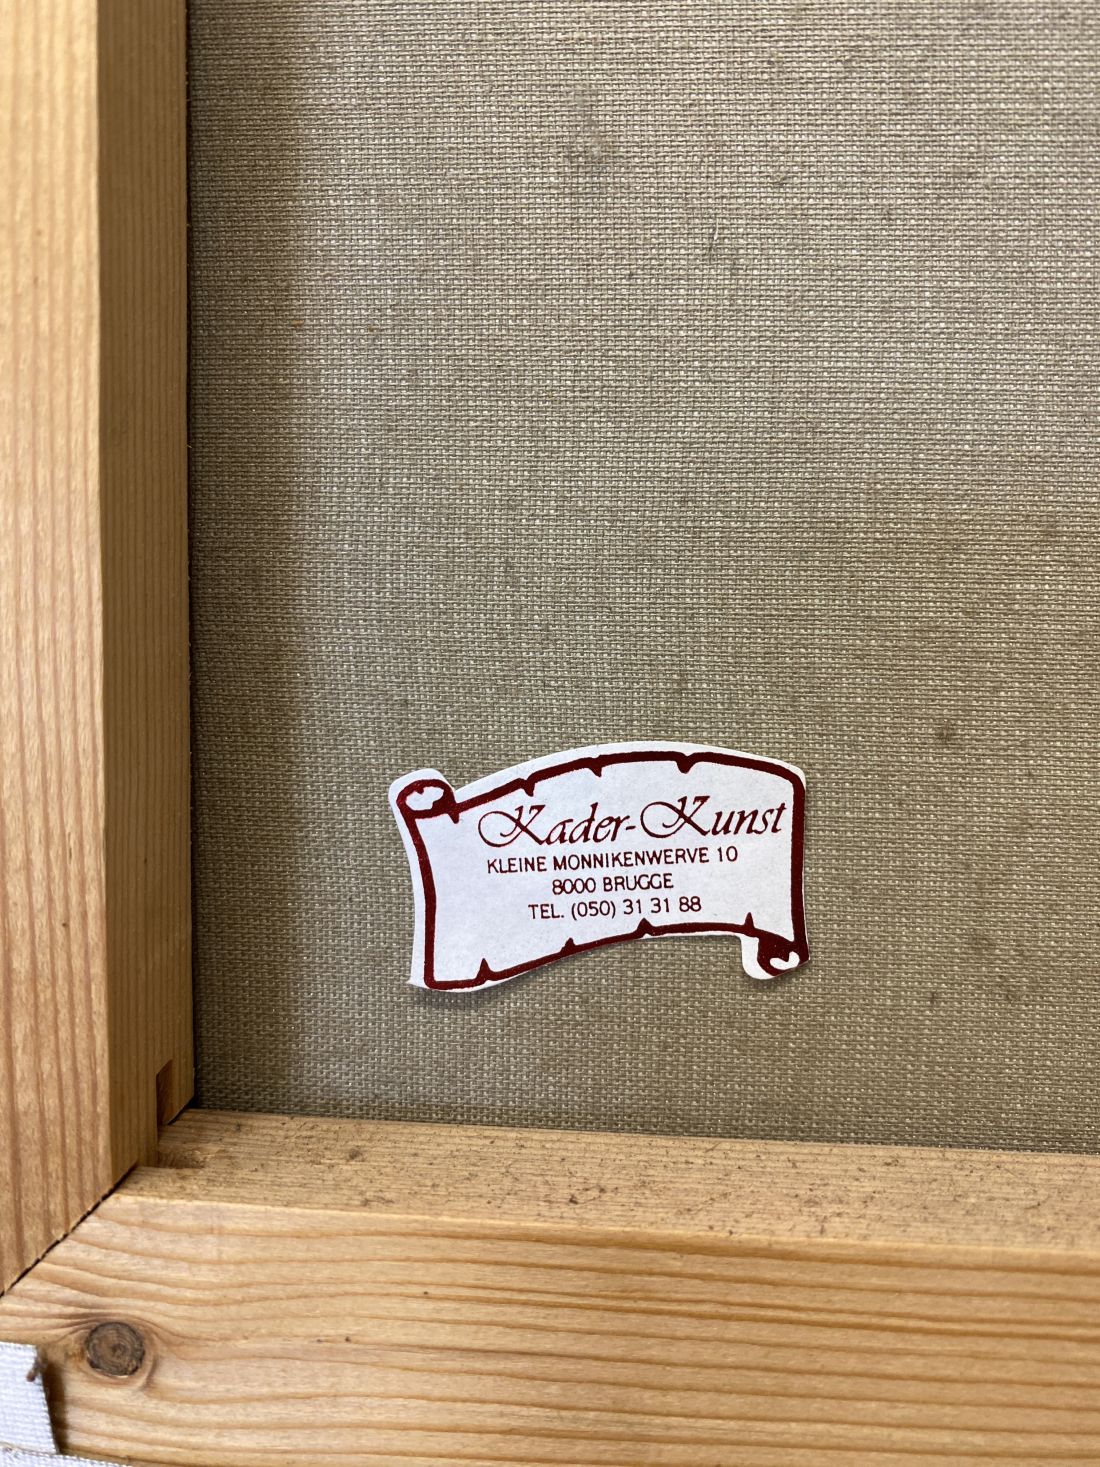 Kader-Kunst
KLEINE MONNIKENWERVE 10
8000 BRUGGE
TEL. (050) 31 31 88